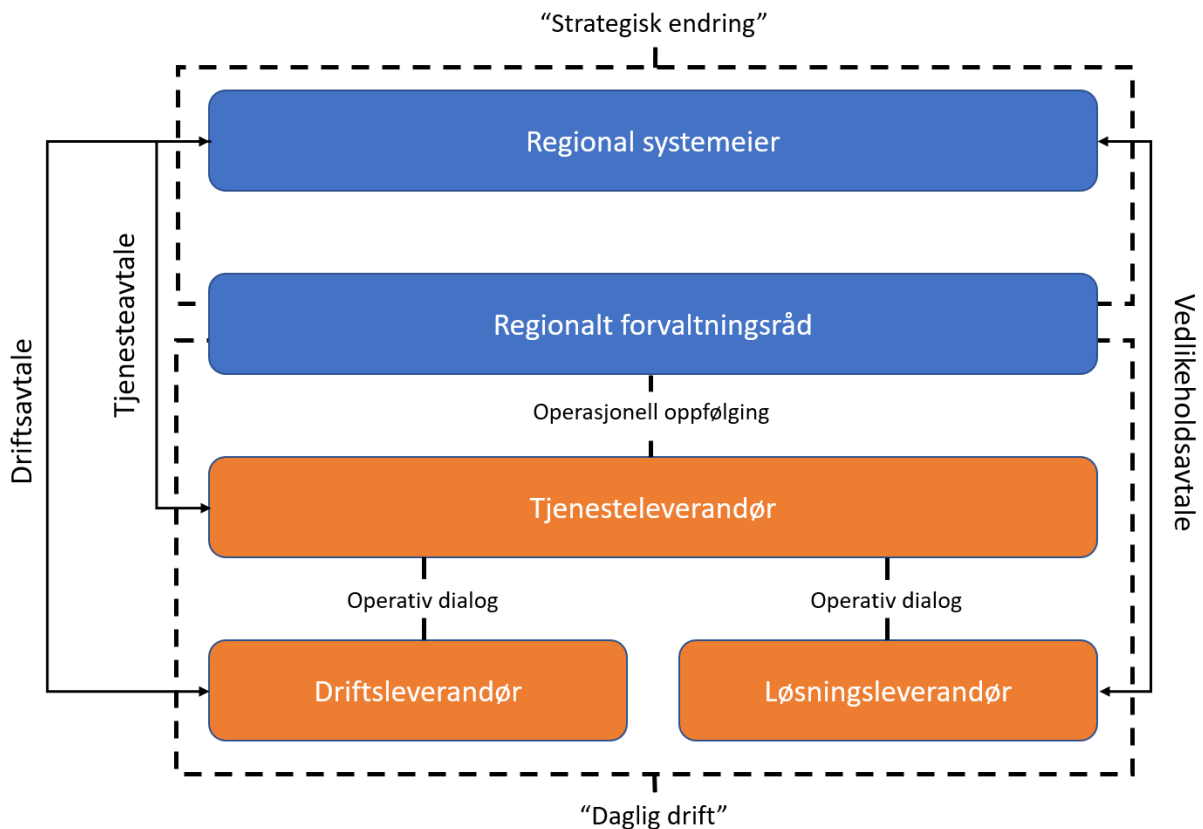 “Strategisk endring”
Regional systemeier
Driftsavtale
Tjenesteavtale
Vedlikeholdsavtale
Regionalt forvaltningsråd
Operasjonell oppfølging
Tjenesteleverandør
Operativ dialog
Operativ dialog
Driftsleverandør
Løsningsleverandør
“Daglig drift”